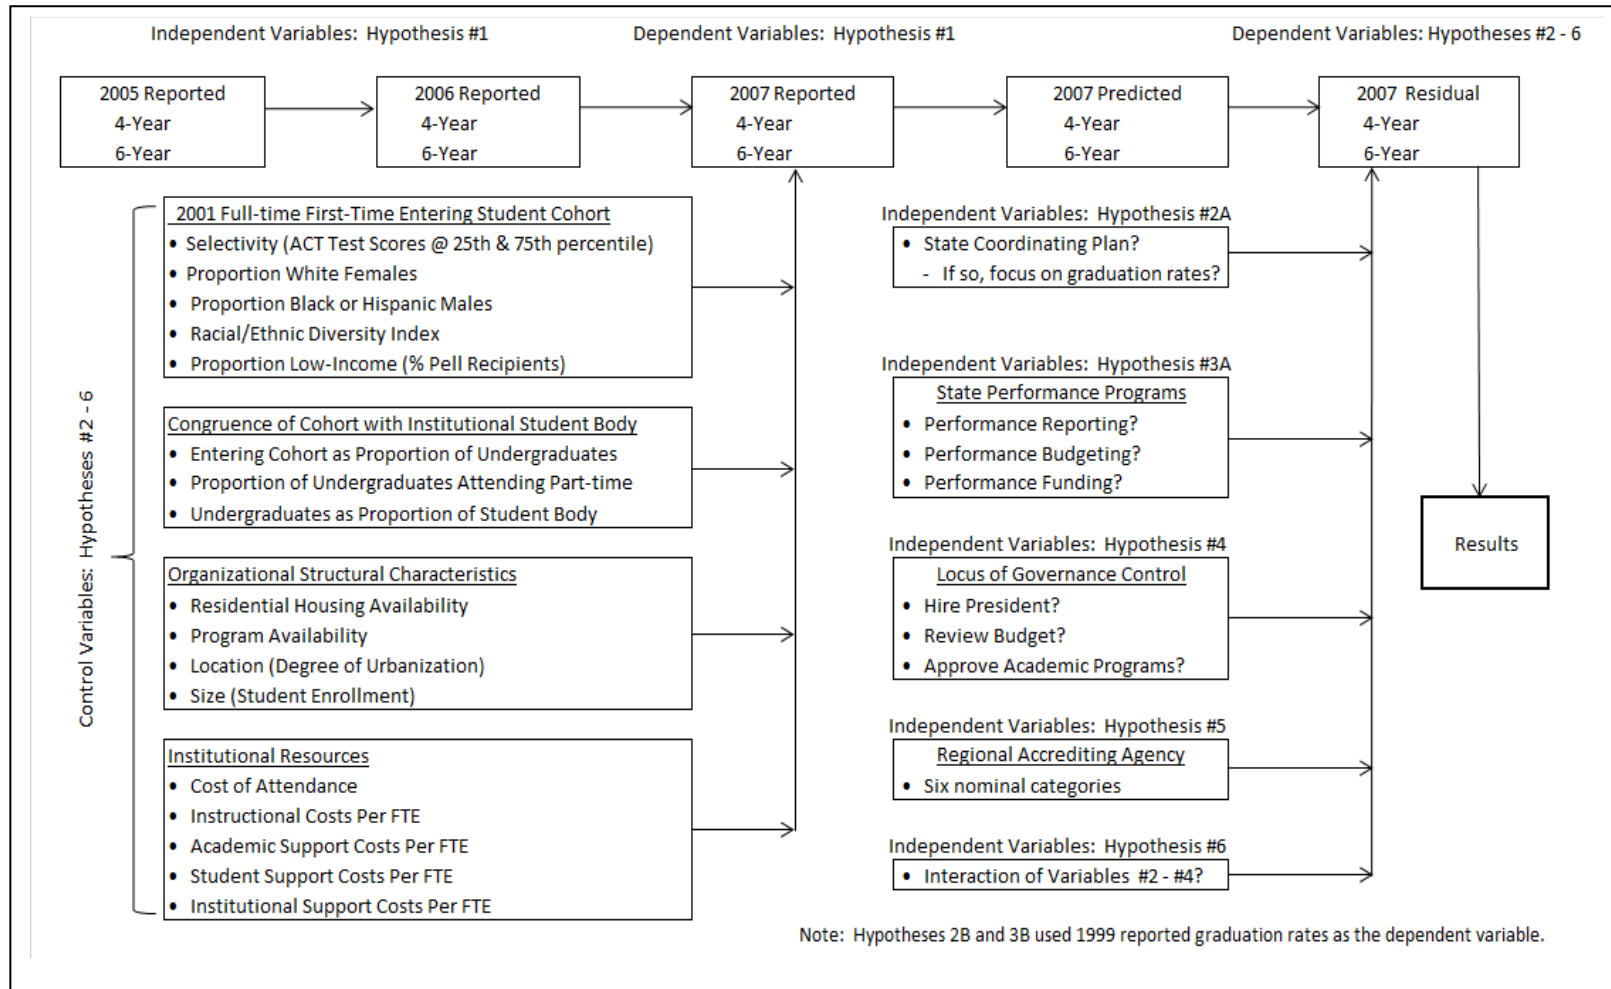 Independent Variables: Hypothesis #1
Dependent Variables: Hypothesis #1
Dependent Variables: Hypotheses #2 - 6
2005 Reported
4-Year
6-Year
2006 Reported
4-Year
6-Year
2007 Reported
4-Year
6-Year
2007 Predicted
4-Year
6-Year
2007 Residual
4-Year
6-Year
Control Variables: Hypotheses #2 - 6
2001 Full-time First-Time Entering Student Cohort
• Selectivity (ACT Test Scores @ 25th & 75th percentile)
• Proportion White Females
• Proportion Black or Hispanic Males
• Racial/Ethnic Diversity Index
• Proportion Low-Income (% Pell Recipients)
Congruence of Cohort with Institutional Student Body
• Entering Cohort as Proportion of Undergraduates
• Proportion of Undergraduates Attending Part-time
• Undergraduates as Proportion of Student Body
Organizational Structural Characteristics
• Residential Housing Availability
• Program Availability
• Location (Degree of Urbanization)
• Size (Student Enrollment)
Institutional Resources
• Cost of Attendance
• Instructional Costs Per FTE
• Academic Support Costs Per FTE
• Student Support Costs Per FTE
• Institutional Support Costs Per FTE
Independent Variables: Hypothesis #2A
• State Coordinating Plan?
- If so, focus on graduation rates?
Independent Variables: Hypothesis #3A
State Performance Programs
• Performance Reporting?
• Performance Budgeting?
• Performance Funding?
Independent Variables: Hypothesis #4
Locus of Governance Control
• Hire President?
• Review Budget?
• Approve Academic Programs?
Independent Variables: Hypothesis #5
Regional Accrediting Agency
• Six nominal categories
Independent Variables: Hypothesis #6
• Interaction of Variables #2 - #4?
Results
Note: Hypotheses 2B and 3B used 1999 reported graduation rates as the dependent variable.